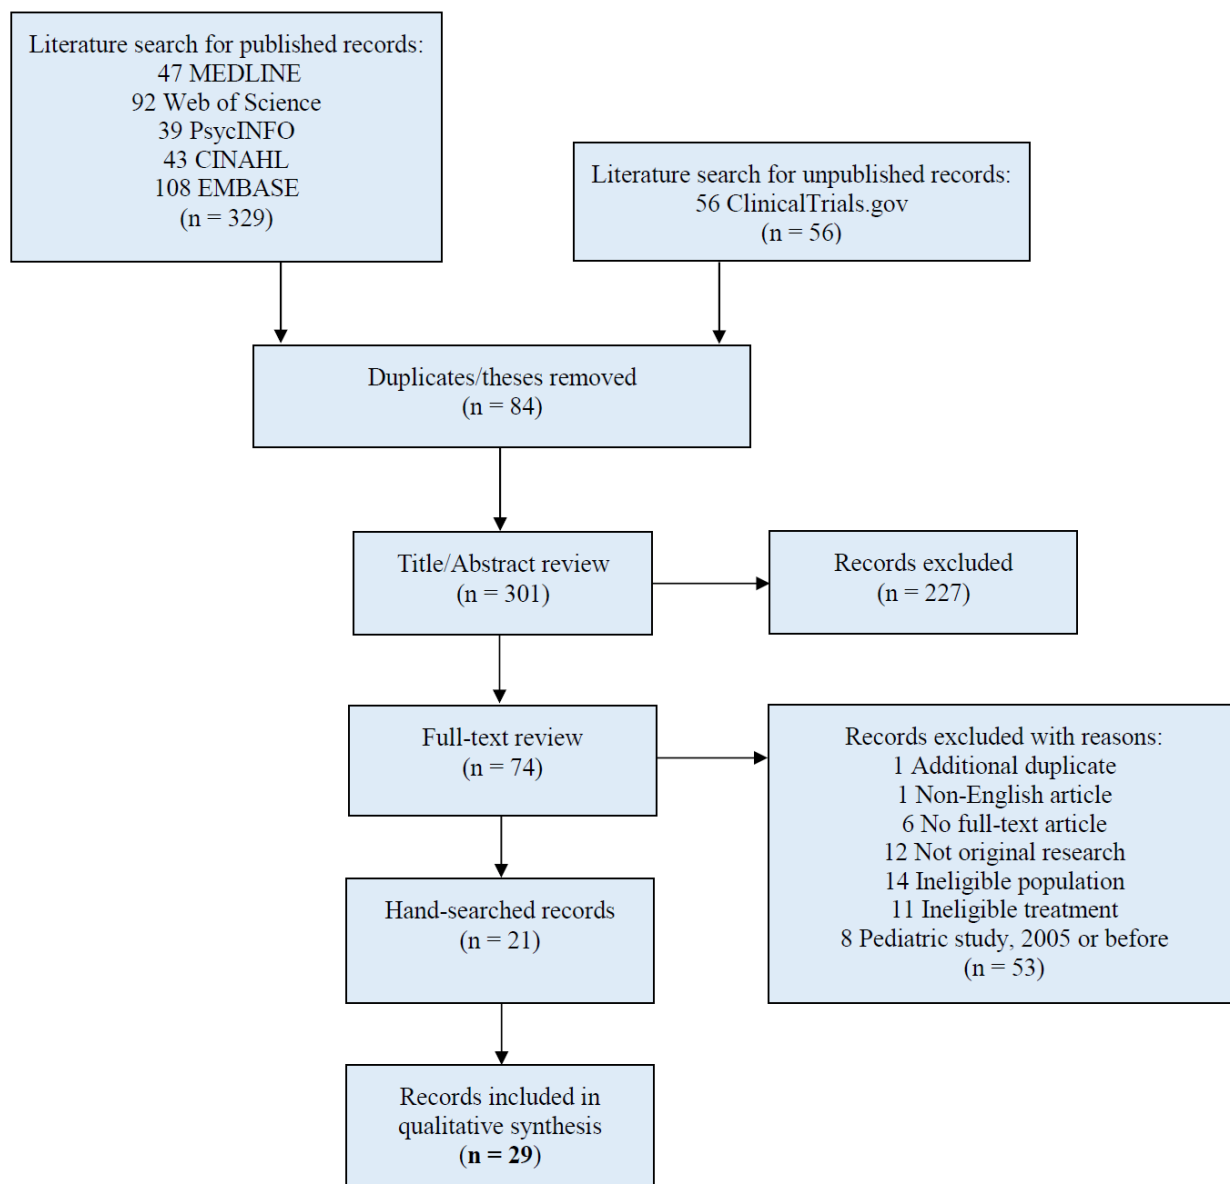 Literature search for published records:
47 MEDLINE
92 Web of Science
39 PsycINFO
43 CINAHL
108 EMBASE
(n = 329)
Literature search for unpublished records:
56 ClinicalTrials.gov
(n = 56)
Duplicates/theses removed
(n = 84)
Title/Abstract review
(n = 301)
Records excluded
(n = 227)
Full-text review
(n = 74)
Records excluded with reasons:
1 Additional duplicate
1 Non-English article
6 No full-text article
12 Not original research
14 Ineligible population
11 Ineligible treatment
8 Pediatric study, 2005 or before
(n = 53)
Hand-searched records
(n = 21)
Records included in
qualitative synthesis
(n = 29)